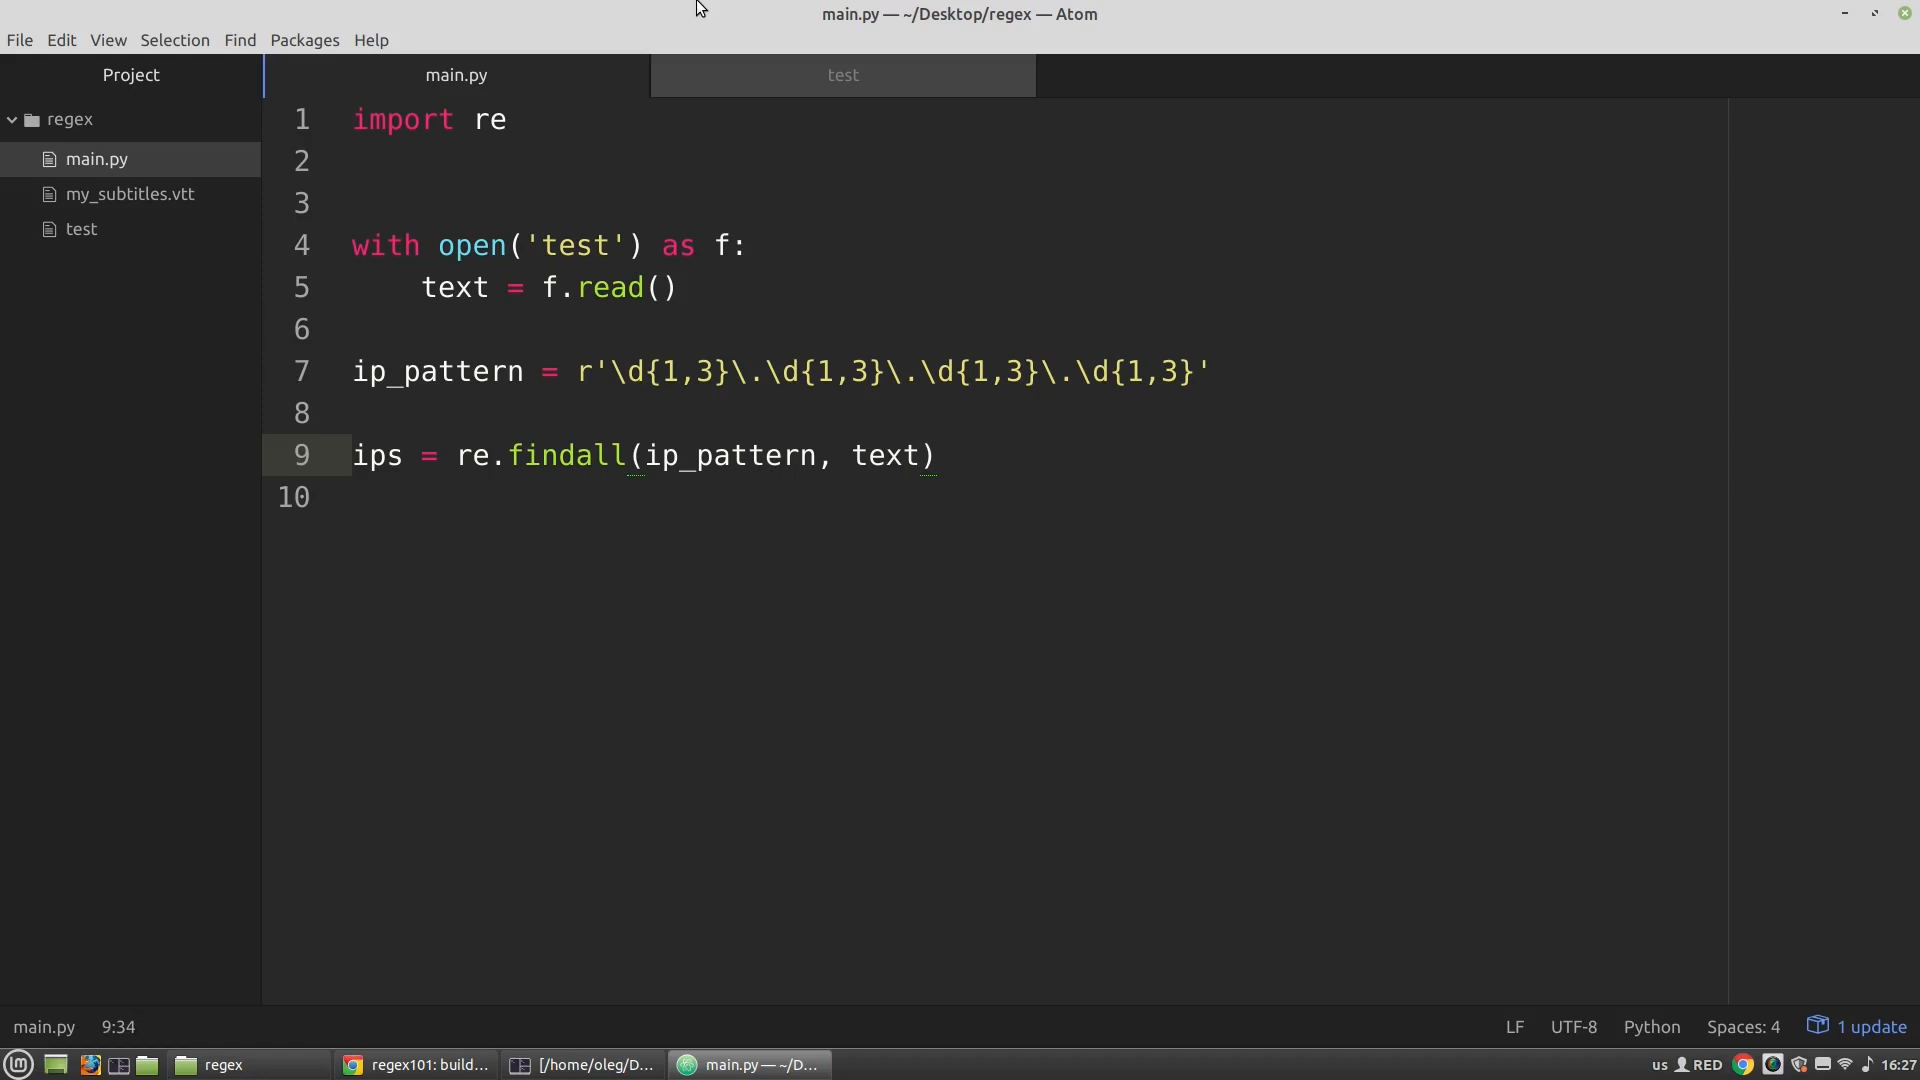 main.py — ~/Desktop/regex — Atom
File Edit View Selection Find Packages Help
Project
main.py
test
regex
main.py
my_subtitles.vtt
test
1 import re
2
3
4 with open('test') as f:
5     text = f.read()
6
7 ip_pattern = r'\d{1,3}\.\d{1,3}\.\d{1,3}\.\d{1,3}'
8
9 ips = re.findall(ip_pattern, text)
10
main.py 9:34
LF UTF-8 Python Spaces: 4 1 update
regex
regex101: build...
[/home/oleg/D...
main.py — ~/D...
us RED 16:27